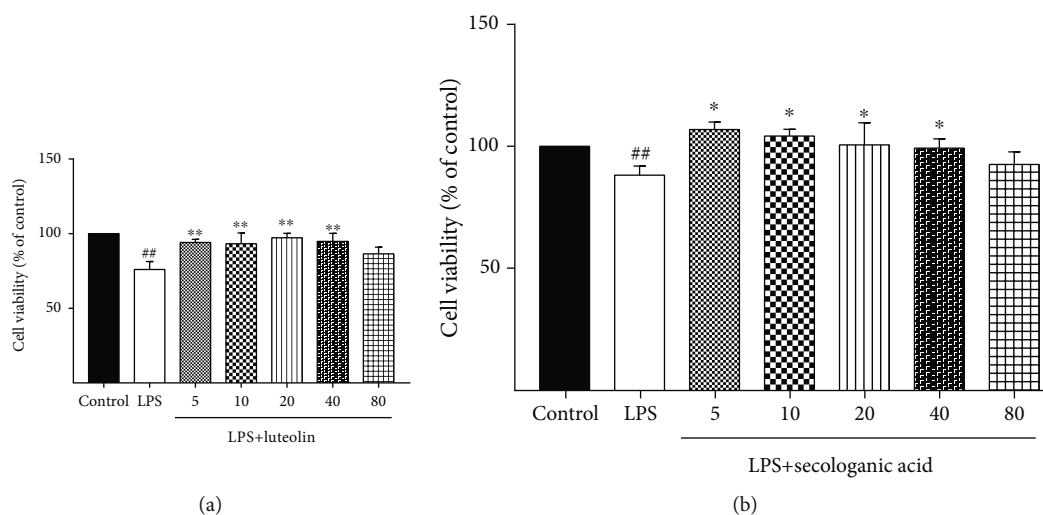 150
100
50
Cell viability (% of control)
##
**
**
**
**
Control LPS 5 10 20 40 80
LPS+luteolin
(a)
150
100
50
Cell viability (% of control)
##
*
*
*
*
Control LPS 5 10 20 40 80
LPS+secologanic acid
(b)